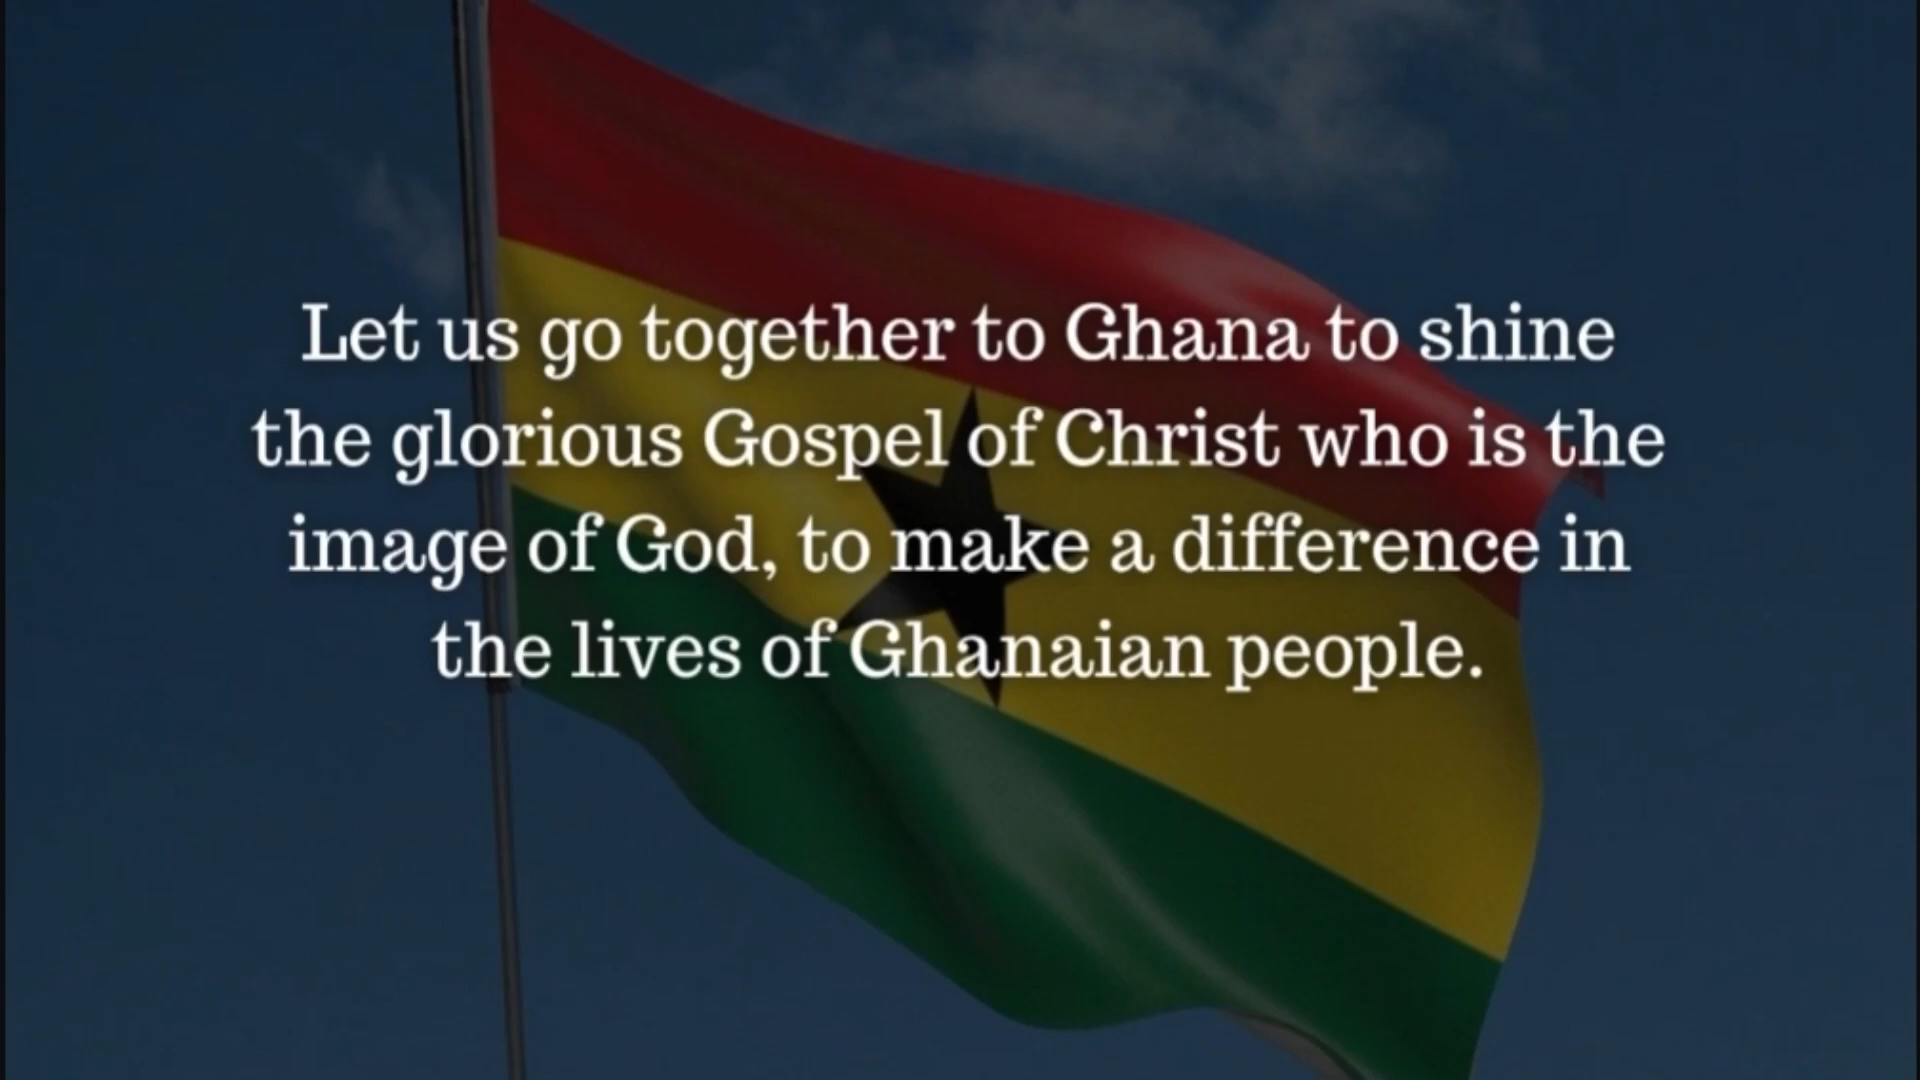 Let us go together to Ghana to shine
the glorious Gospel of Christ who is the
image of God, to make a difference in
the lives of Ghanaian people.